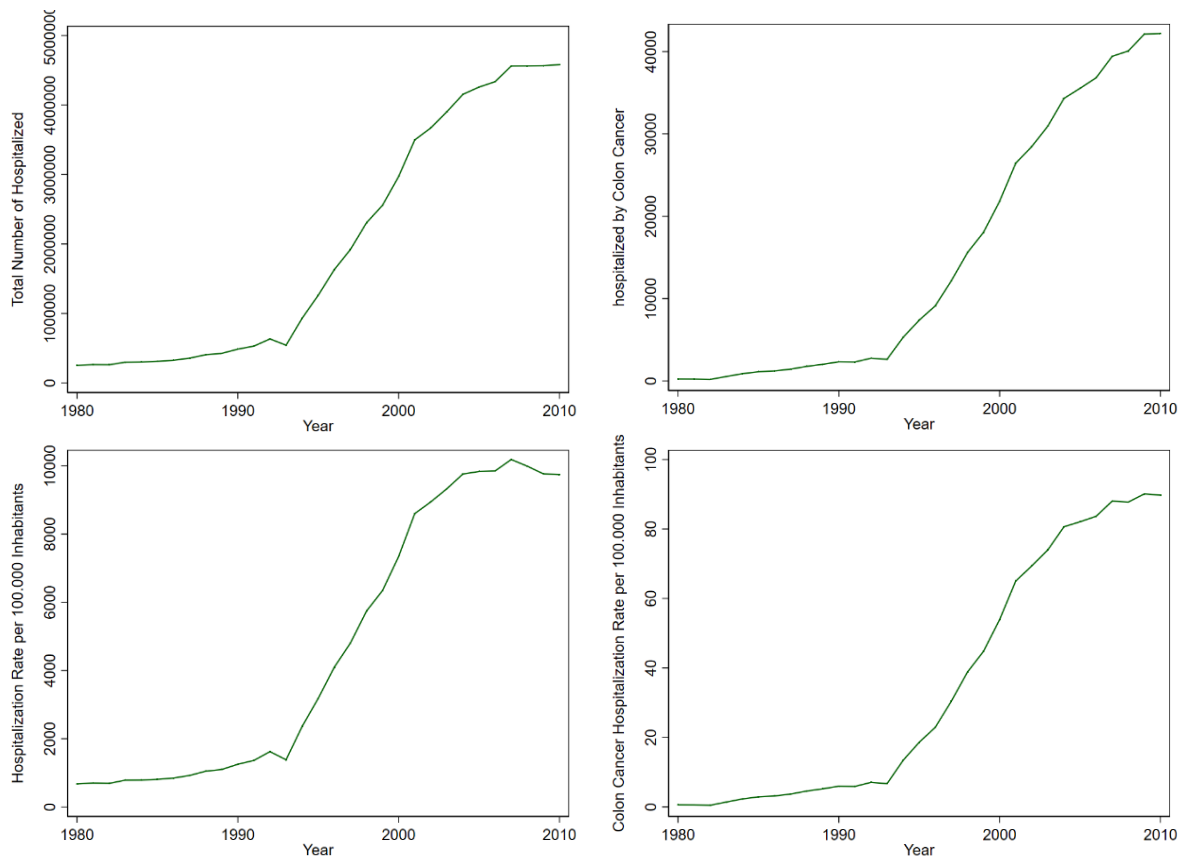 Total Number of Hospitalized
5000000
4000000
3000000
2000000
1000000
0
1980 1990 2000 2010
Year
hospitalized by Colon Cancer
40000
30000
20000
10000
0
1980 1990 2000 2010
Year
Hospitalization Rate per 100.000 Inhabitants
10000
8000
6000
4000
2000
0
1980 1990 2000 2010
Year
Colon Cancer Hospitalization Rate per 100.000 Inhabitants
100
80
60
40
20
0
1980 1990 2000 2010
Year